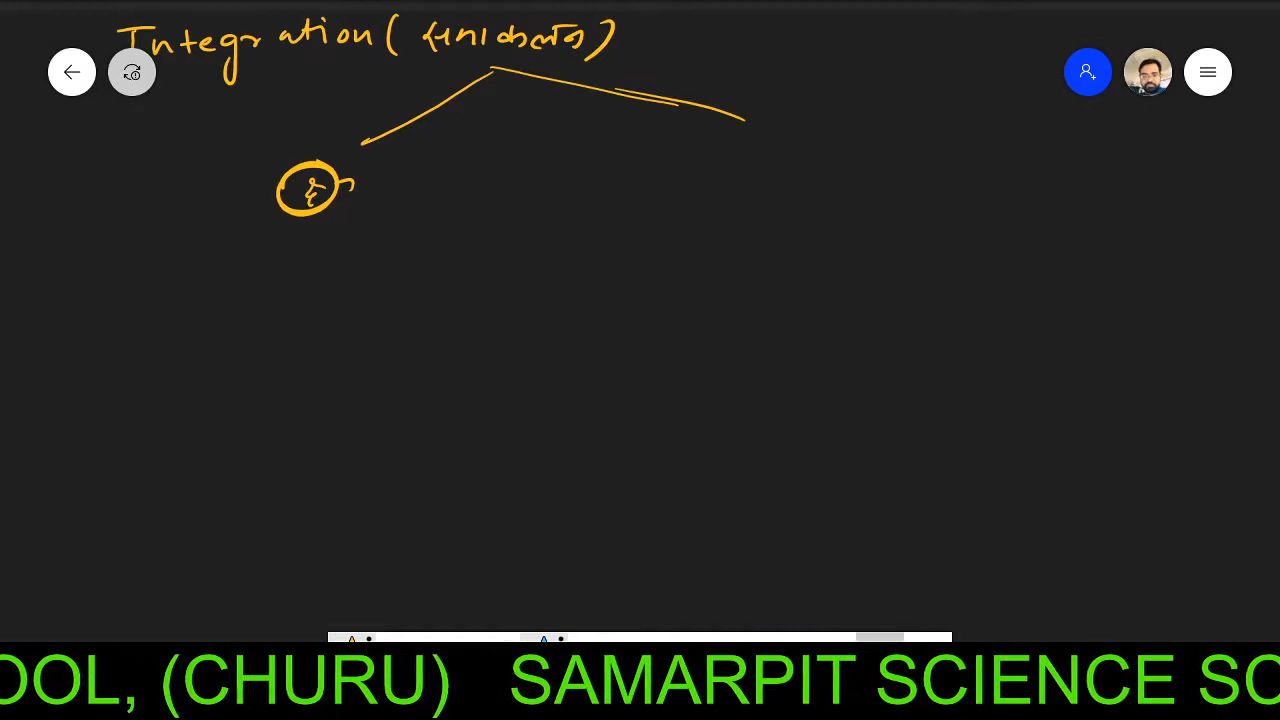 Integration (समाकलन)
OOL, (CHURU) SAMARPIT SCIENCE SC